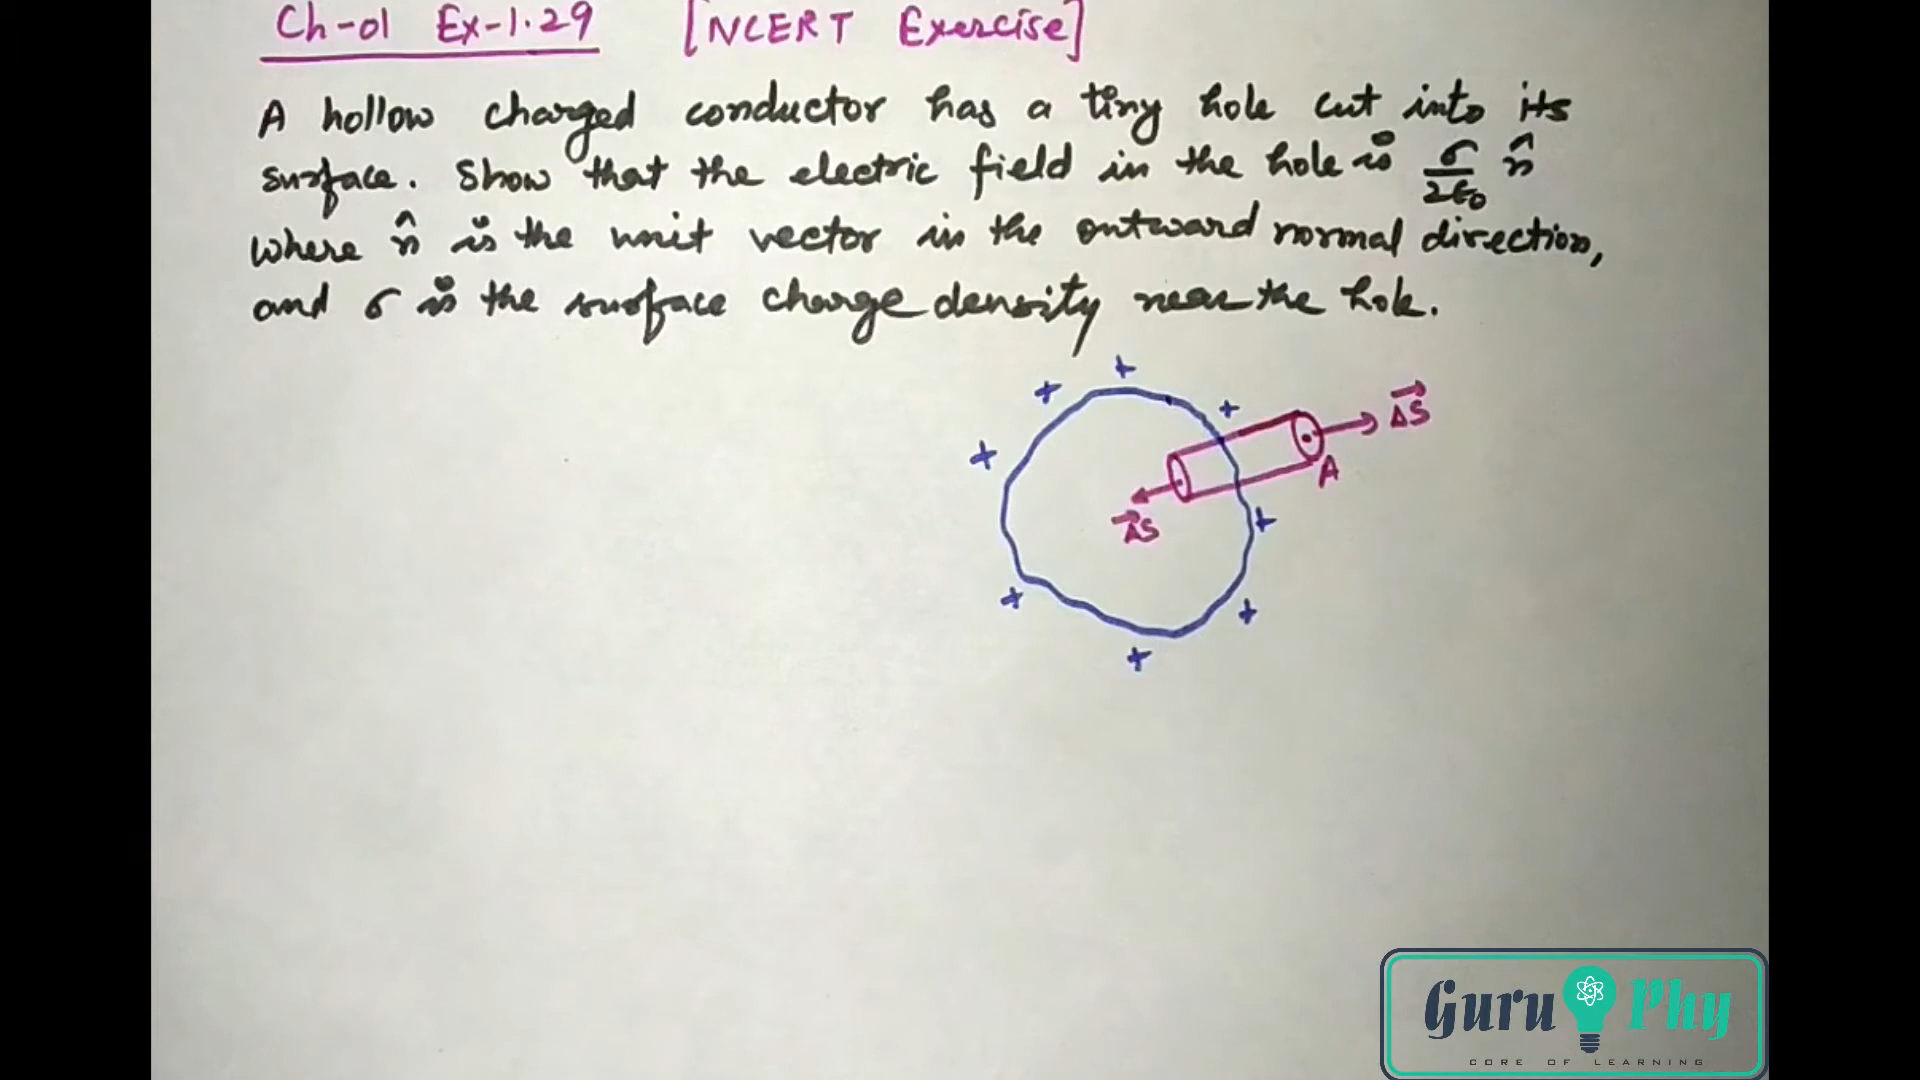 Ch-01 Ex-1.29 [NCERT Exercise]
A hollow charged conductor has a tiny hole cut into its
surface. Show that the electric field in the hole is σ/2ε₀ n̂
where n̂ is the unit vector in the outward normal direction,
and σ is the surface charge density near the hole.
+ + + + + + + + +
ΔS⃗
A
ΔS⃗
Guru Phy
CORE OF LEARNING